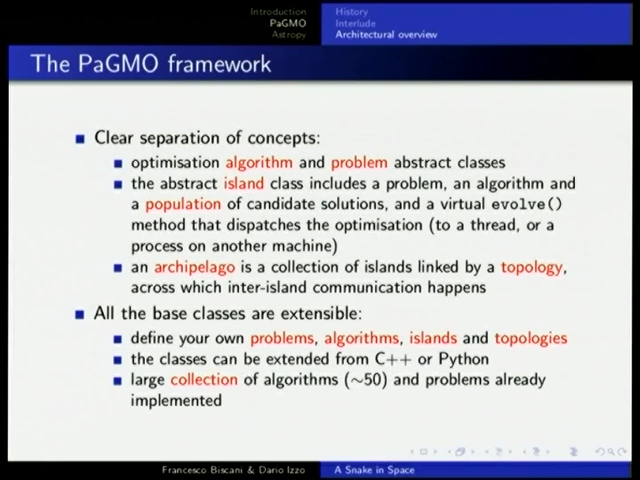 Introduction
PaGMO
Astropy
History
Interlude
Architectural overview
The PaGMO framework
Clear separation of concepts:
optimisation algorithm and problem abstract classes
the abstract island class includes a problem, an algorithm and
a population of candidate solutions, and a virtual evolve()
method that dispatches the optimisation (to a thread, or a
process on another machine)
an archipelago is a collection of islands linked by a topology,
across which inter-island communication happens
All the base classes are extensible:
define your own problems, algorithms, islands and topologies
the classes can be extended from C++ or Python
large collection of algorithms (~50) and problems already
implemented
Francesco Biscani & Dario Izzo
A Snake in Space